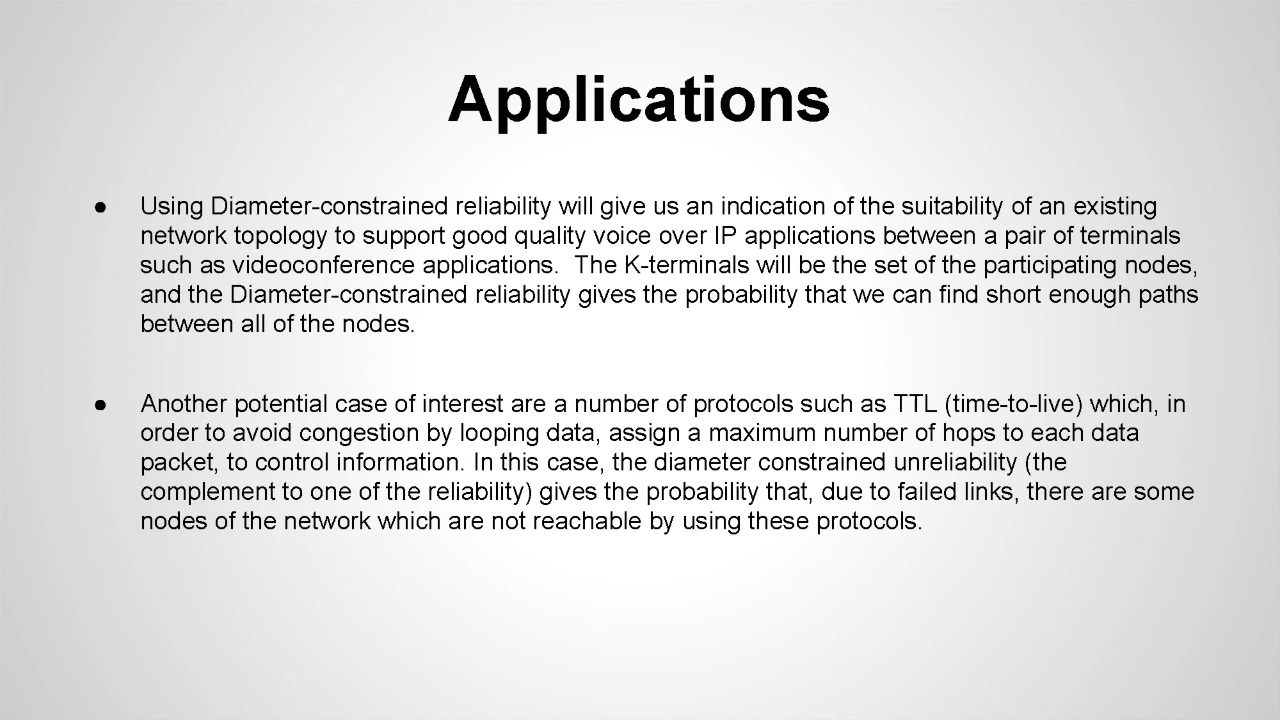 Applications
● Using Diameter-constrained reliability will give us an indication of the suitability of an existing
network topology to support good quality voice over IP applications between a pair of terminals
such as videoconference applications.  The K-terminals will be the set of the participating nodes,
and the Diameter-constrained reliability gives the probability that we can find short enough paths
between all of the nodes.
● Another potential case of interest are a number of protocols such as TTL (time-to-live) which, in
order to avoid congestion by looping data, assign a maximum number of hops to each data
packet, to control information. In this case, the diameter constrained unreliability (the
complement to one of the reliability) gives the probability that, due to failed links, there are some
nodes of the network which are not reachable by using these protocols.